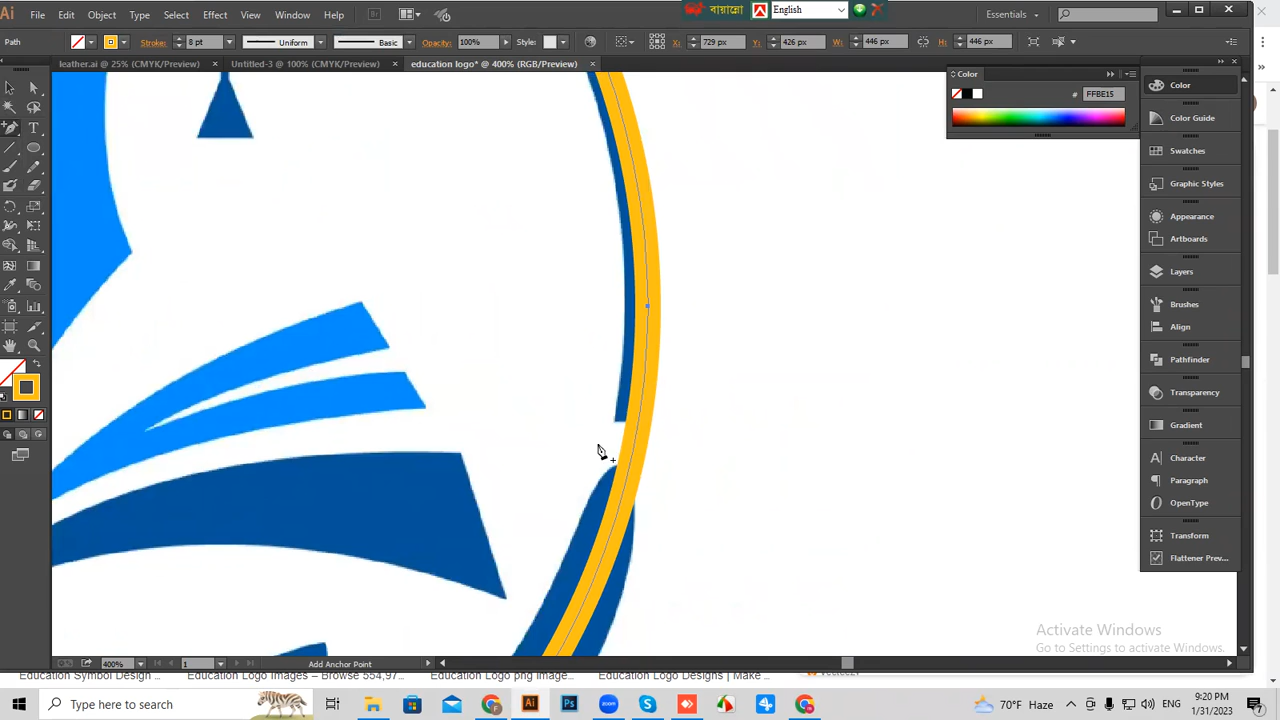 বায়ান্নো English
Ai File Edit Object Type Select Effect View Window Help Br Essentials
Path Stroke: 8 pt Uniform Basic Opacity: 100% Style: X: 729 px Y: 426 px W: 446 px H: 446 px
leather.ai @ 25% (CMYK/Preview) × Untitled-3 @ 100% (CMYK/Preview) × education logo* @ 400% (RGB/Preview) ×
Color
# FFBE15
Color
Color Guide
Swatches
Graphic Styles
Appearance
Artboards
Layers
Brushes
Align
Pathfinder
Transparency
Gradient
Character
Paragraph
OpenType
Transform
Flattener Prev...
Activate Windows
Go to Settings to activate Windows.
400% 1 Add Anchor Point
Education Symbol Design ... Education Logo Images – Browse 554,97... Education Logo png image... Education Logo Designs | Make ...
Type here to search
70°F Haze
9:20 PM
1/31/2023